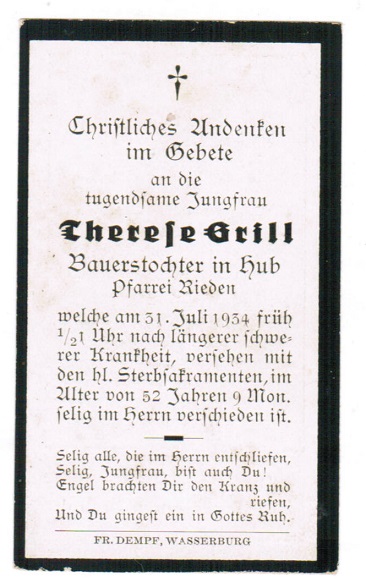 Christliches Andenken
im Gebete
an die
tugendsame Jungfrau
Therese Grill
Bauerstochter in Hub
Pfarrei Rieden
welche am 31. Juli 1934 früh
1/21 Uhr nach längerer schwe-
rer Krankheit, versehen mit
den hl. Sterbsakramenten, im
Alter von 52 Jahren 9 Mon.
selig im Herrn verschieden ist.
Selig alle, die im Herrn entschliefen,
Selig, Jungfrau, bist auch Du!
Engel brachten Dir den Kranz und
riefen,
Und Du gingest ein in Gottes Ruh.
FR. DEMPF, WASSERBURG